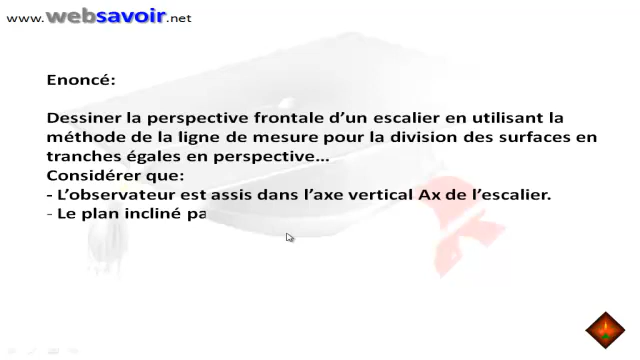 www.websavoir.net
Enoncé:
Dessiner la perspective frontale d’un escalier en utilisant la
méthode de la ligne de mesure pour la division des surfaces en
tranches égales en perspective…
Considérer que:
- L’observateur est assis dans l’axe vertical Ax de l’escalier.
- Le plan incliné pa